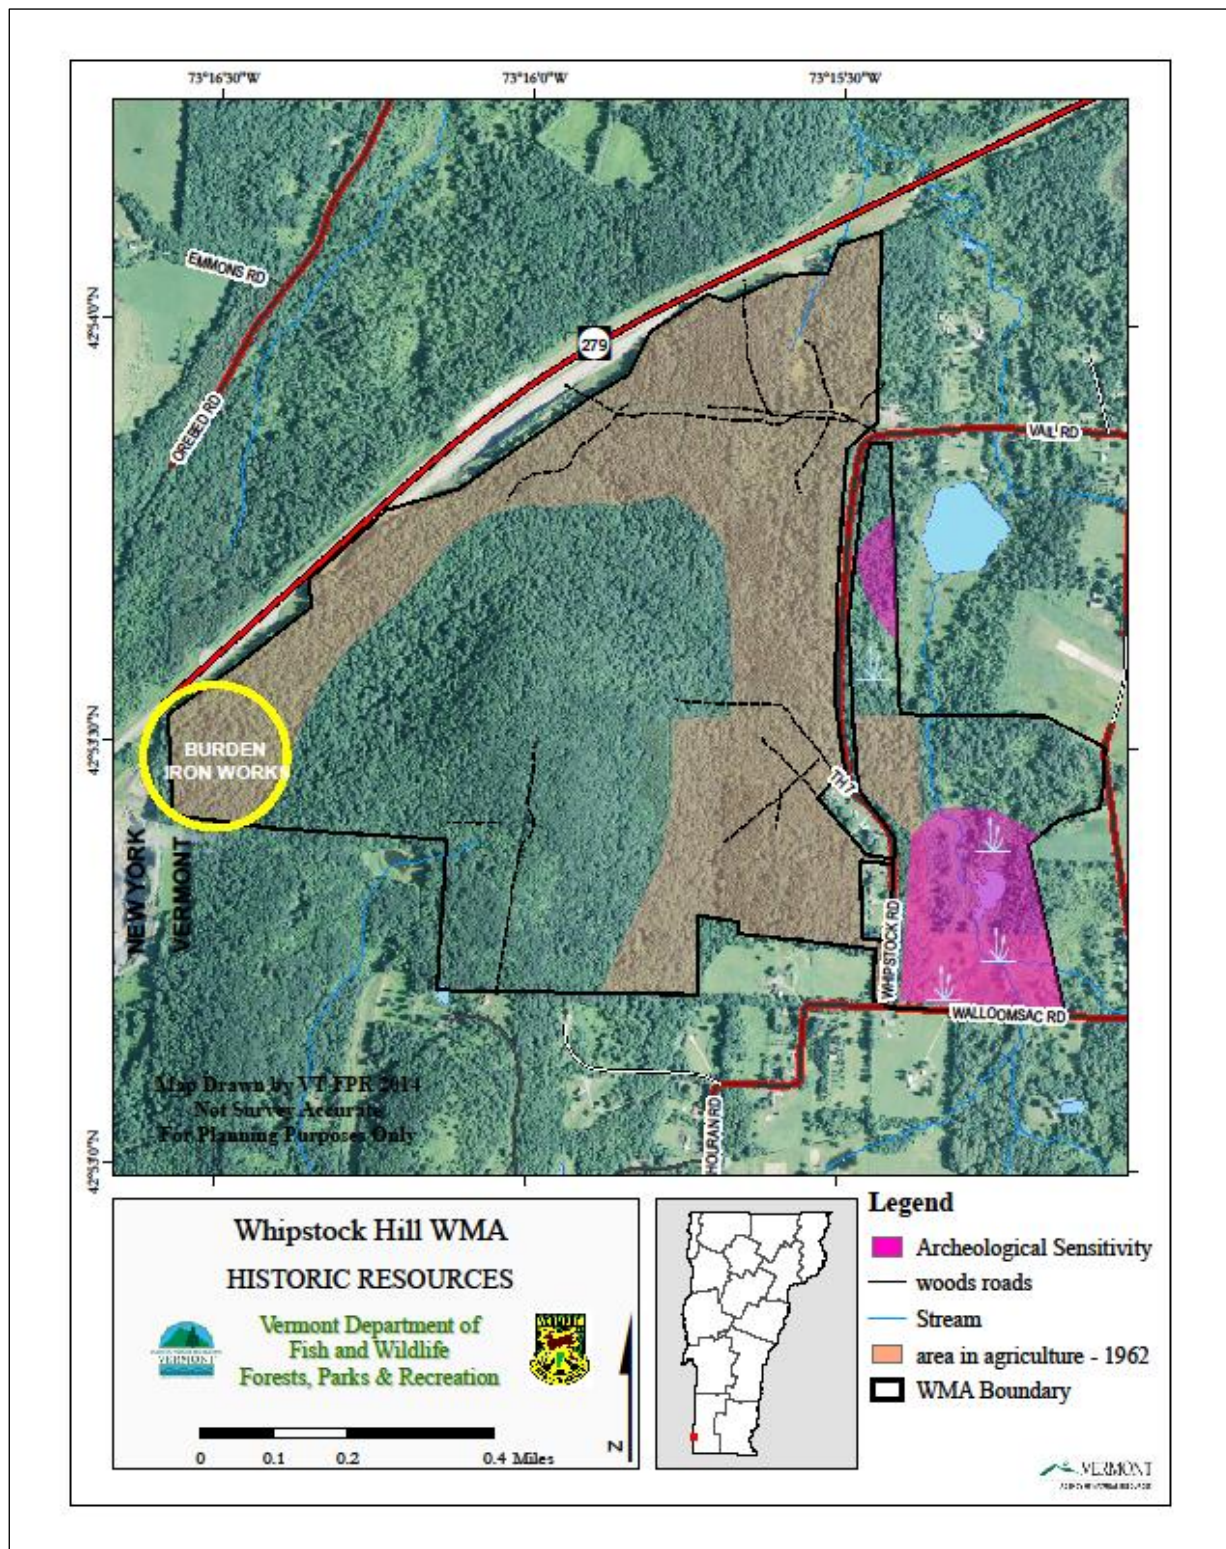 73°16'30"W
73°16'0"W
73°15'30"W
42°54'0"N
42°53'30"N
42°53'0"N
EMMONS RD
OREBED RD
279
VAIL RD
BURDEN
IRON WORKS
TH7
NEW YORK
VERMONT
WHIPSTOCK RD
WALLOOMSAC RD
HOURAN RD
Map Drawn by VT FPR 2014
Not Survey Accurate
For Planning Purposes Only
Whipstock Hill WMA
HISTORIC RESOURCES
VERMONT
Vermont Department of
Fish and Wildlife
Forests, Parks & Recreation
0 0.1 0.2 0.4 Miles
N
Legend
Archeological Sensitivity
woods roads
Stream
area in agriculture - 1962
WMA Boundary
VERMONT